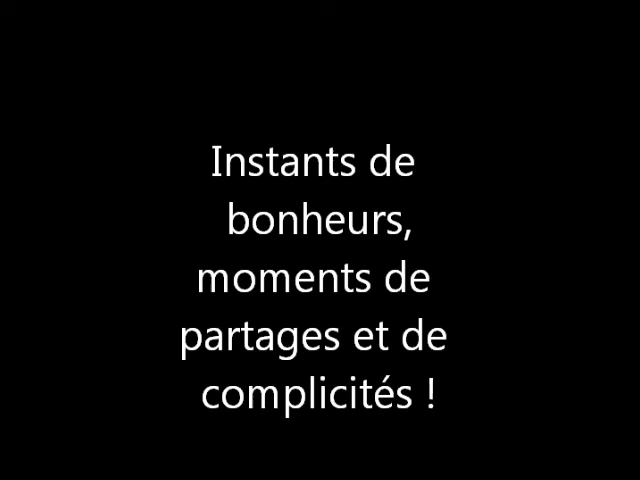 Instants de
bonheurs,
moments de
partages et de
complicités !